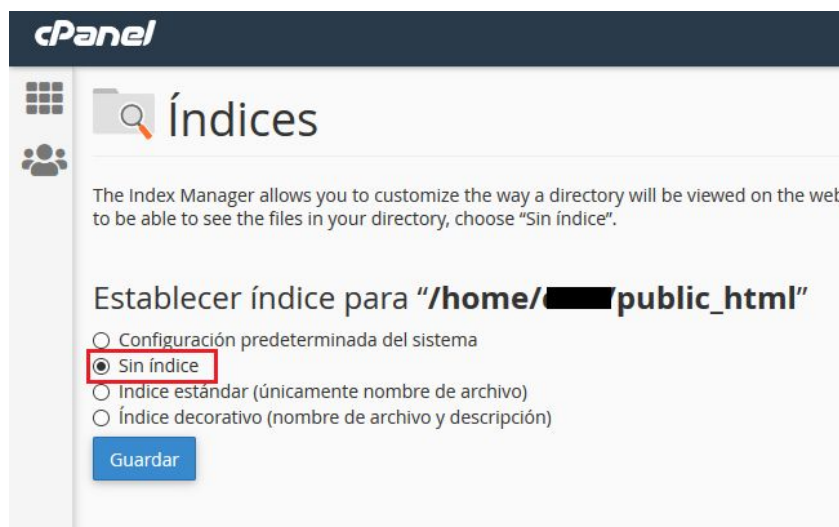 cPanel
Índices
The Index Manager allows you to customize the way a directory will be viewed on the web
to be able to see the files in your directory, choose “Sin índice”.
Establecer índice para “/home/ /public_html”
Configuración predeterminada del sistema
Sin índice
Indice estándar (únicamente nombre de archivo)
Índice decorativo (nombre de archivo y descripción)
Guardar